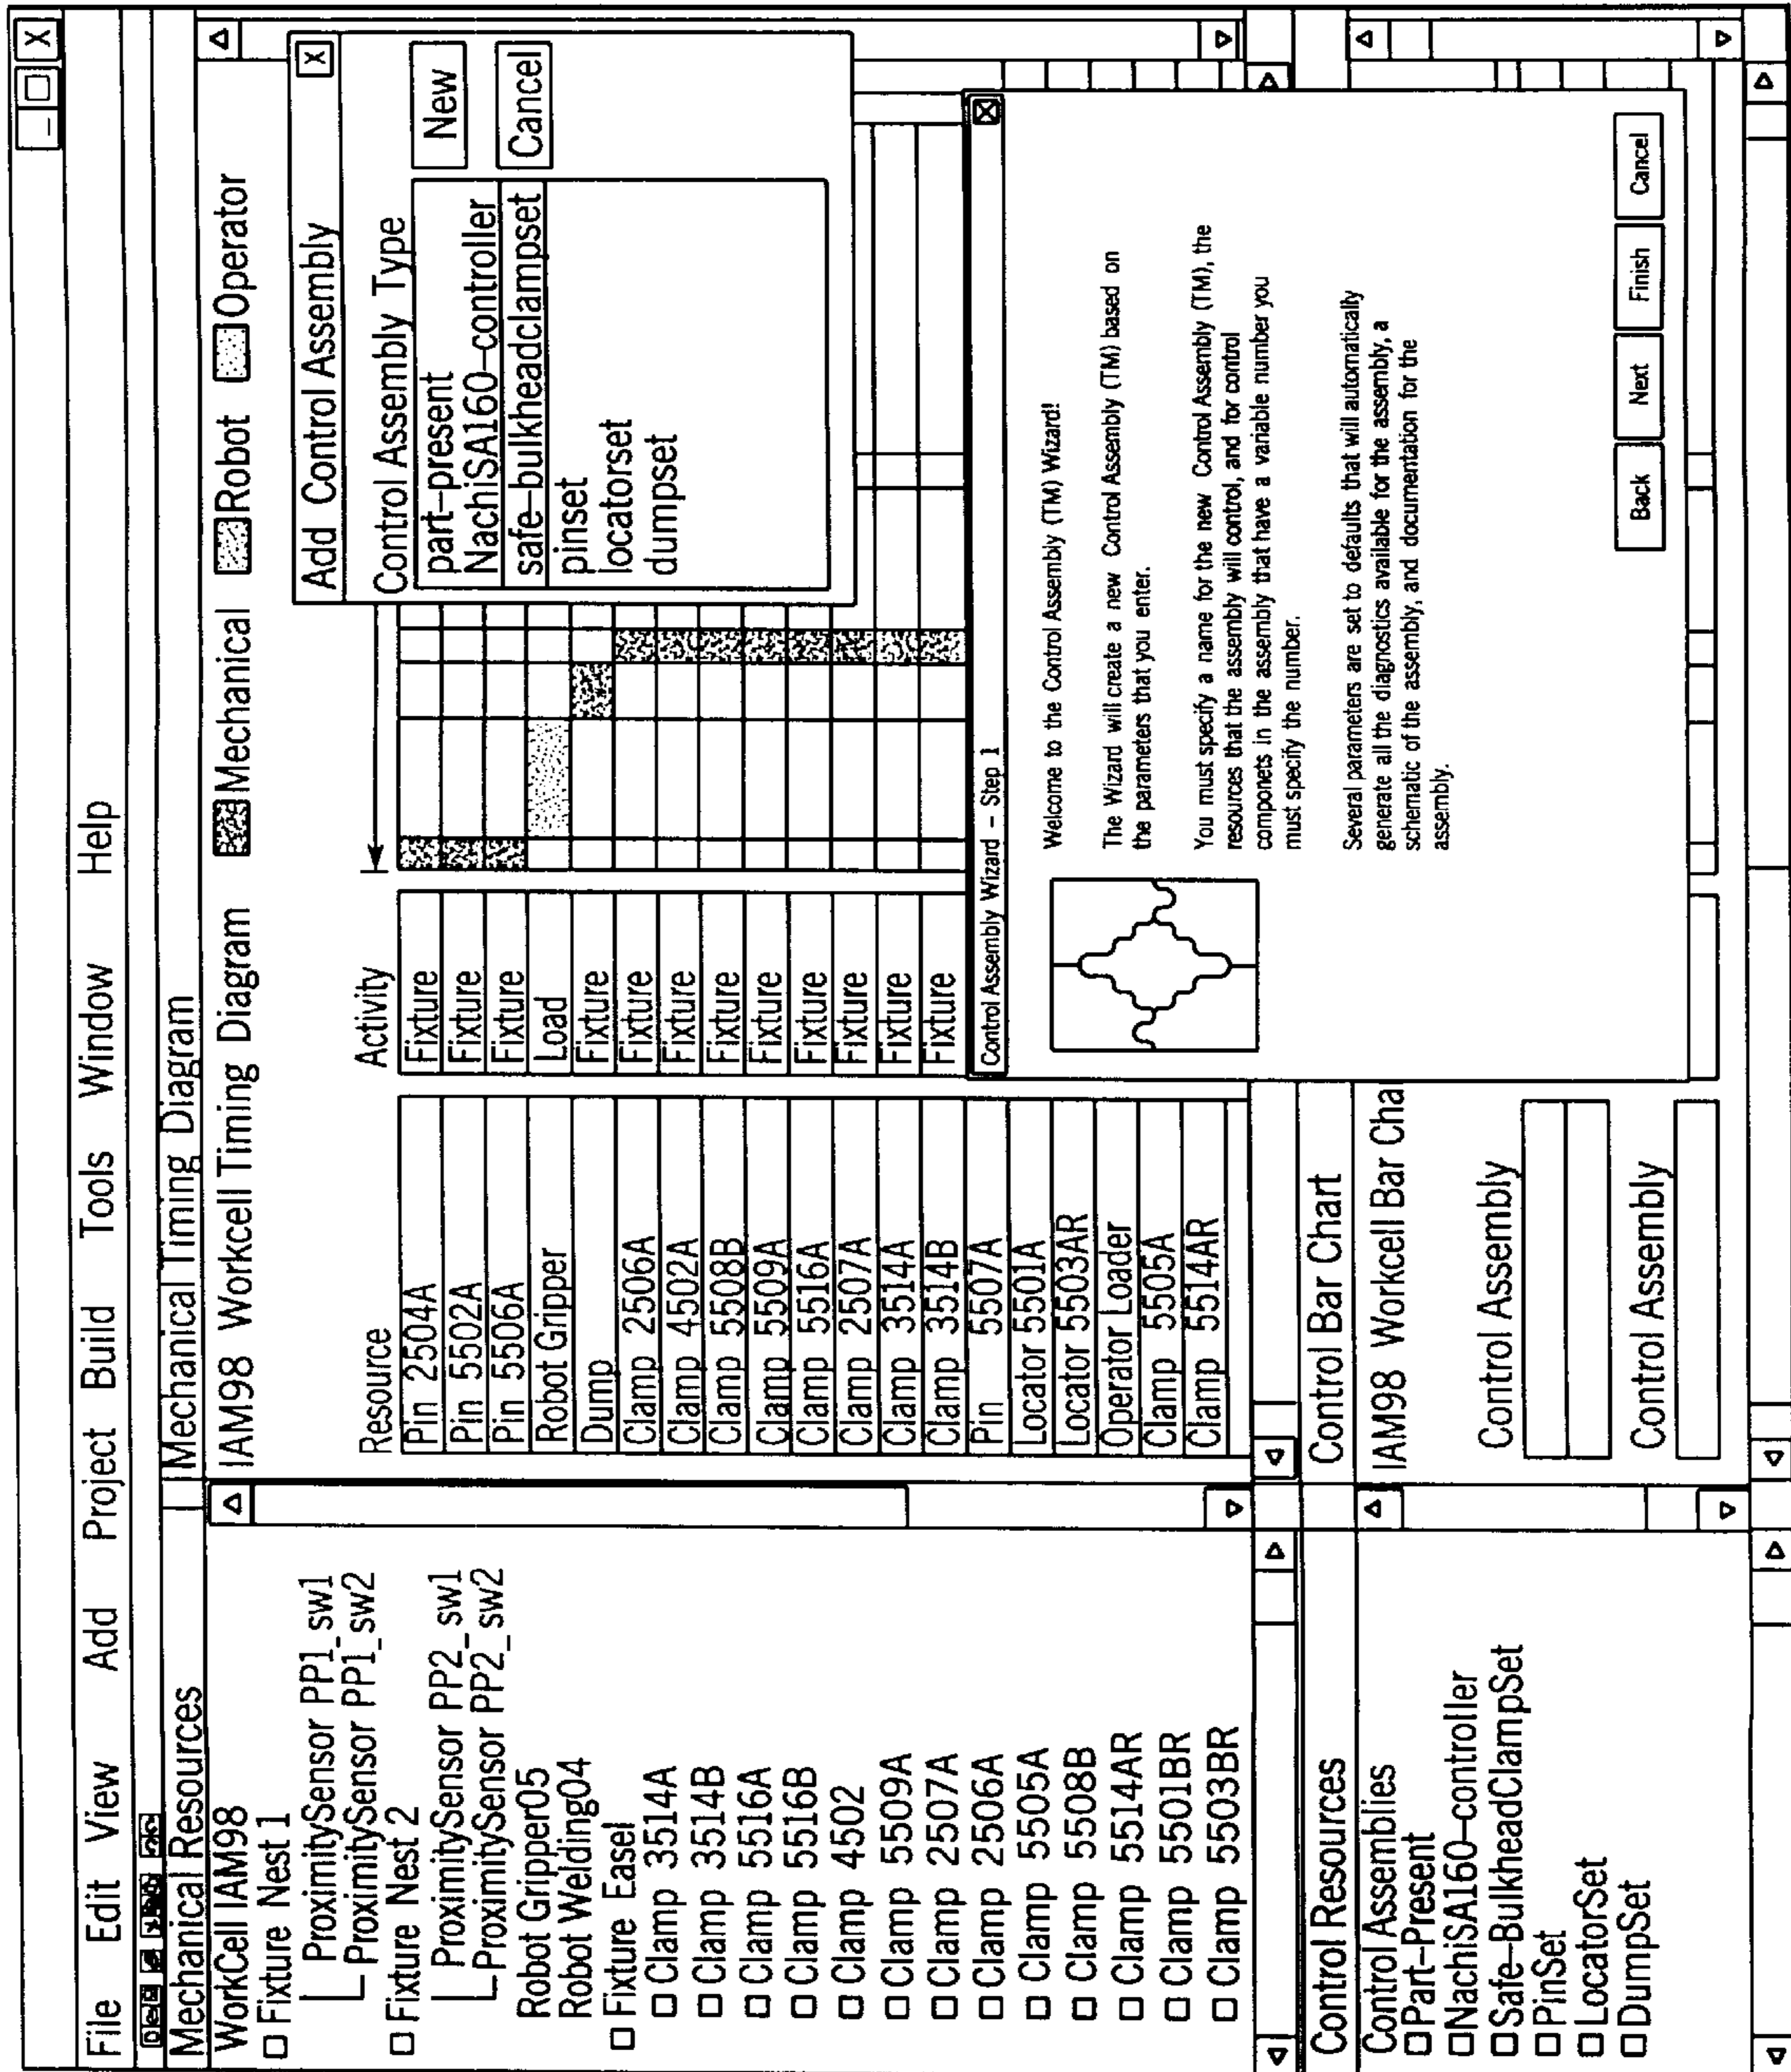 File Edit View Add Project Build Tools Window Help
Mechanical Resources
WorkCell IAM98
Fixture Nest 1
ProximitySensor PP1_sw1
ProximitySensor PP1_sw2
Fixture Nest 2
ProximitySensor PP2_sw1
ProximitySensor PP2_sw2
Robot Gripper05
Robot Welding04
Fixture Easel
Clamp 3514A
Clamp 3514B
Clamp 5516A
Clamp 5516B
Clamp 4502
Clamp 5509A
Clamp 2507A
Clamp 2506A
Clamp 5505A
Clamp 5508B
Clamp 5514AR
Clamp 5501BR
Clamp 5503BR
Control Resources
Control Assemblies
Part-Present
NachiSA160-controller
Safe-BulkheadClampSet
PinSet
LocatorSet
DumpSet
Mechanical Timing Diagram
IAM98 Workcell Timing Diagram Mechanical Robot Operator
Resource Activity
Pin 2504A Fixture
Pin 5502A Fixture
Pin 5506A Fixture
Robot Gripper Load
Dump Fixture
Clamp 2506A Fixture
Clamp 4502A Fixture
Clamp 5508B Fixture
Clamp 5509A Fixture
Clamp 5516A Fixture
Clamp 2507A Fixture
Clamp 3514A Fixture
Clamp 3514B Fixture
Pin 5507A
Locator 5501A
Locator 5503AR
Operator Loader
Clamp 5505A
Clamp 5514AR
Control Bar Chart
IAM98 Workcell Bar Cha
Control Assembly
Control Assembly
Add Control Assembly X
Control Assembly Type
part-present
NachiSA160-controller
safe-bulkheadclampset
pinset
locatorset
dumpset
New
Cancel
Control Assembly Wizard - Step 1
Welcome to the Control Assembly (TM) Wizard!
The Wizard will create a new Control Assembly (TM) based on
the parameters that you enter.
You must specify a name for the new Control Assembly (TM), the
resources that the assembly will control, and for control
componets in the assembly that have a variable number you
must specify the number.
Several parameters are set to defaults that will automatically
generate all the diagnostics available for the assembly, a
schematic of the assembly, and documentation for the
assembly.
Back Next Finish Cancel